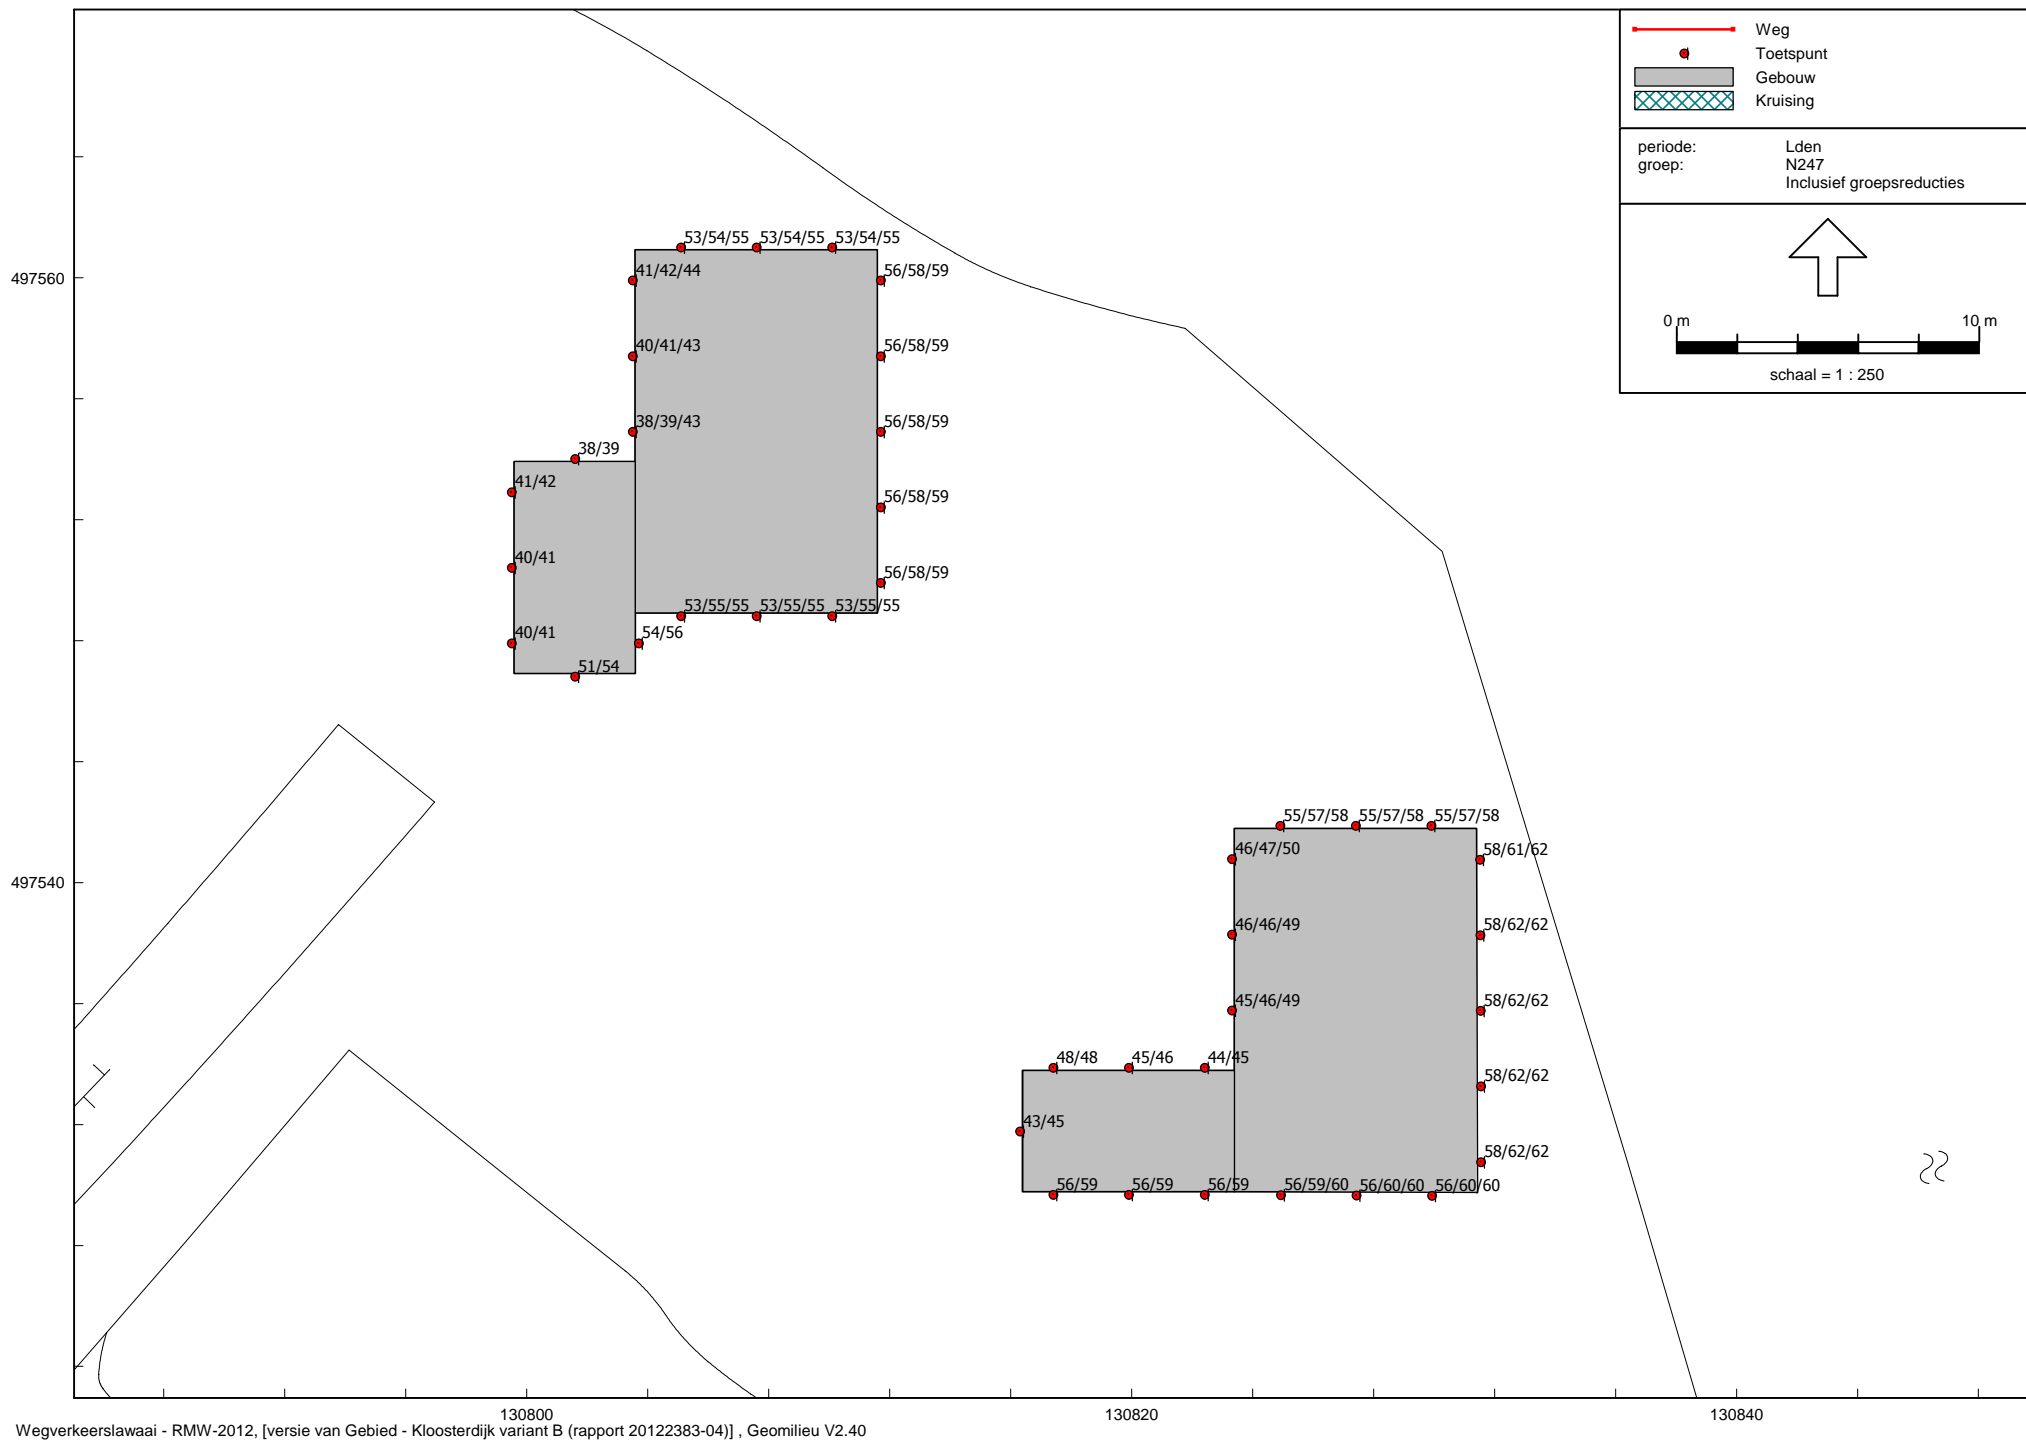 Weg
Toetspunt
Gebouw
Kruising
periode: Lden
groep: N247
Inclusief groepsreducties
0 m 10 m
schaal = 1 : 250
53/54/55 53/54/55 53/54/55
41/42/44 56/58/59
497560
40/41/43 56/58/59
38/39/43 56/58/59
38/39
41/42 56/58/59
40/41 56/58/59
53/55/55 53/55/55 53/55/55
40/41 54/56
51/54
55/57/58 55/57/58 55/57/58
46/47/50 58/61/62
497540
46/46/49 58/62/62
45/46/49 58/62/62
48/48 45/46 44/45
58/62/62
43/45
58/62/62
56/59 56/59 56/59 56/59/60 56/60/60 56/60/60
130800 130820 130840
Wegverkeerslawaai - RMW-2012, [versie van Gebied - Kloosterdijk variant B (rapport 20122383-04)] , Geomilieu V2.40